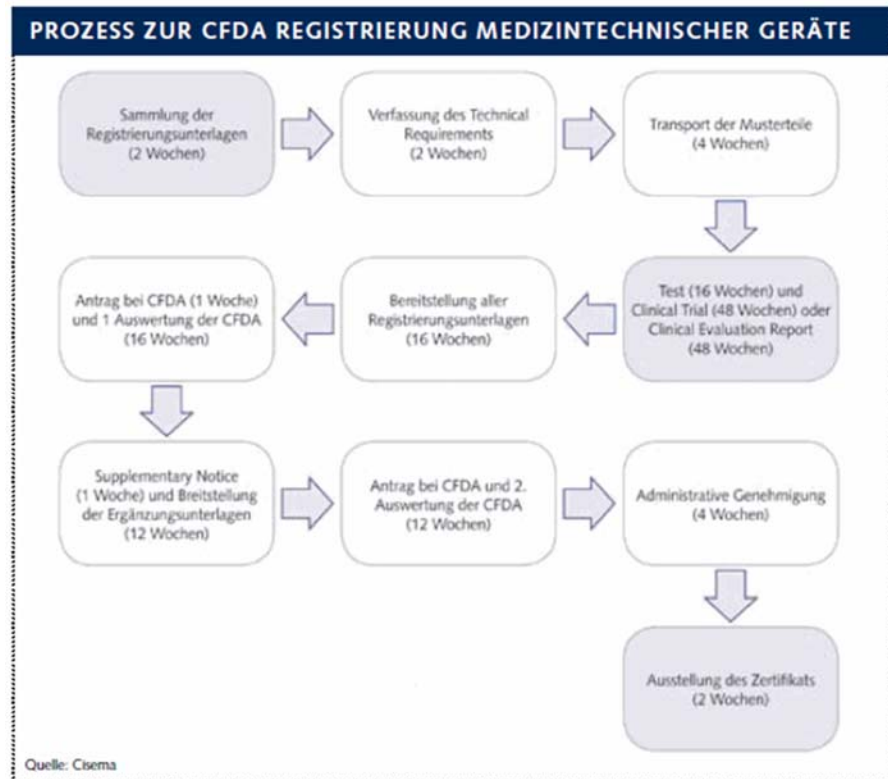 PROZESS ZUR CFDA REGISTRIERUNG MEDIZINTECHNISCHER GERÄTE
Sammlung der
Registrierungsunterlagen
(2 Wochen)
Verfassung des Technical
Requirements
(2 Wochen)
Transport der Musterteile
(4 Wochen)
Test (16 Wochen) und
Clinical Trial (48 Wochen) oder
Clinical Evaluation Report
(48 Wochen)
Bereitstellung aller
Registrierungsunterlagen
(16 Wochen)
Antrag bei CFDA (1 Woche)
und 1 Auswertung der CFDA
(16 Wochen)
Supplementary Notice
(1 Woche) und Breitstellung
der Ergänzungsunterlagen
(12 Wochen)
Antrag bei CFDA und 2.
Auswertung der CFDA
(12 Wochen)
Administrative Genehmigung
(4 Wochen)
Ausstellung des Zertifikats
(2 Wochen)
Quelle: Cisema